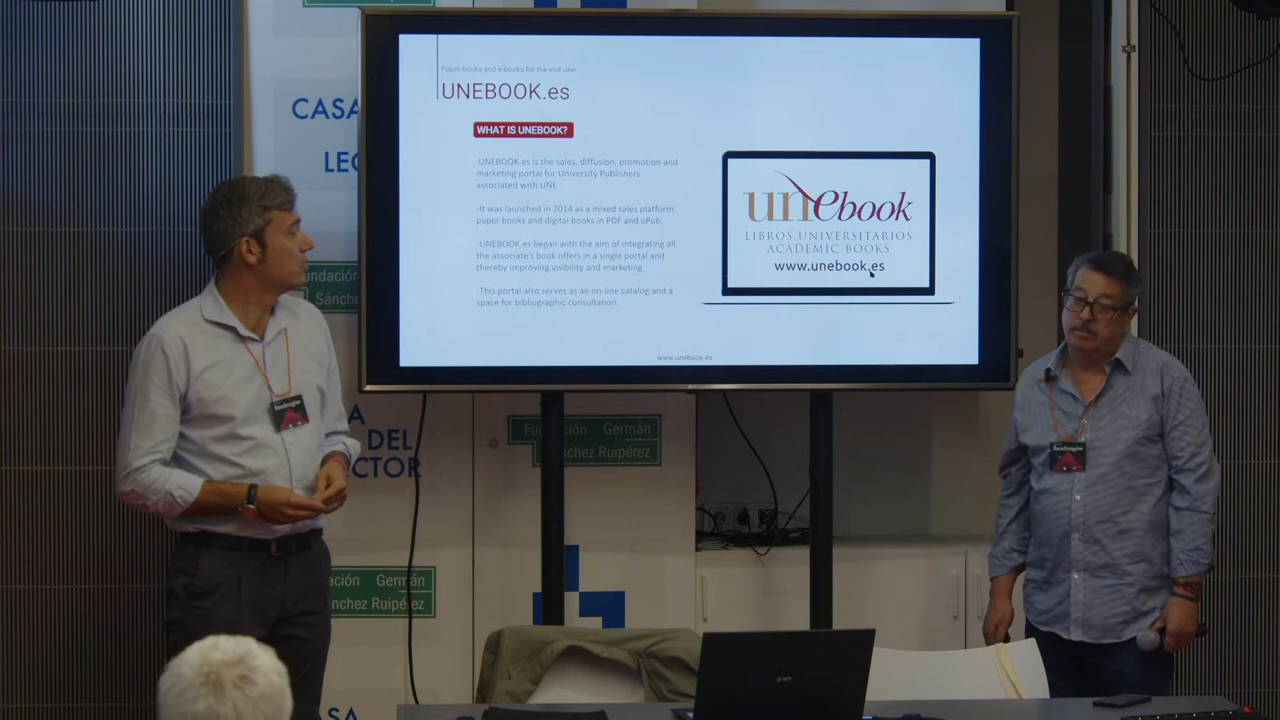 CASA
LEC
undación
Sánche
Paper books and e-books for the end user
UNEBOOK.es
WHAT IS UNEBOOK?
-UNEBOOK.es is the sales, diffusion, promotion and
marketing portal for University Publishers
associated with UNE
-It was launched in 2014 as a mixed sales platform:
paper books and digital books in PDF and ePub.
-UNEBOOK.es began with the aim of integrating all
the associate's book offers in a single portal and
thereby improving visibility and marketing
-This portal also serves as an on-line catalog and a
space for bibliographic consultation.
unebook
LIBROS UNIVERSITARIOS
ACADEMIC BOOKS
www.unebook.es
www.unebook.es
A
DEL
CTOR
Fu Germán
nchez Ruipérez
ación Germán
nchez Ruipérez
CASA
gram